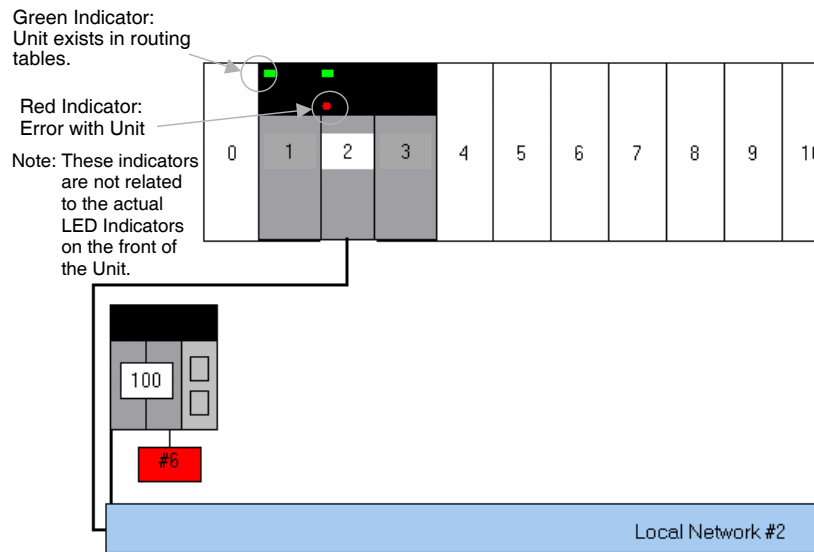 Green Indicator:
Unit exists in routing
tables.
Red Indicator:
Error with Unit
Note: These indicators
are not related
to the actual
LED Indicators
on the front of
the Unit.
0 1 2 3 4 5 6 7 8 9 10
100
#6
Local Network #2